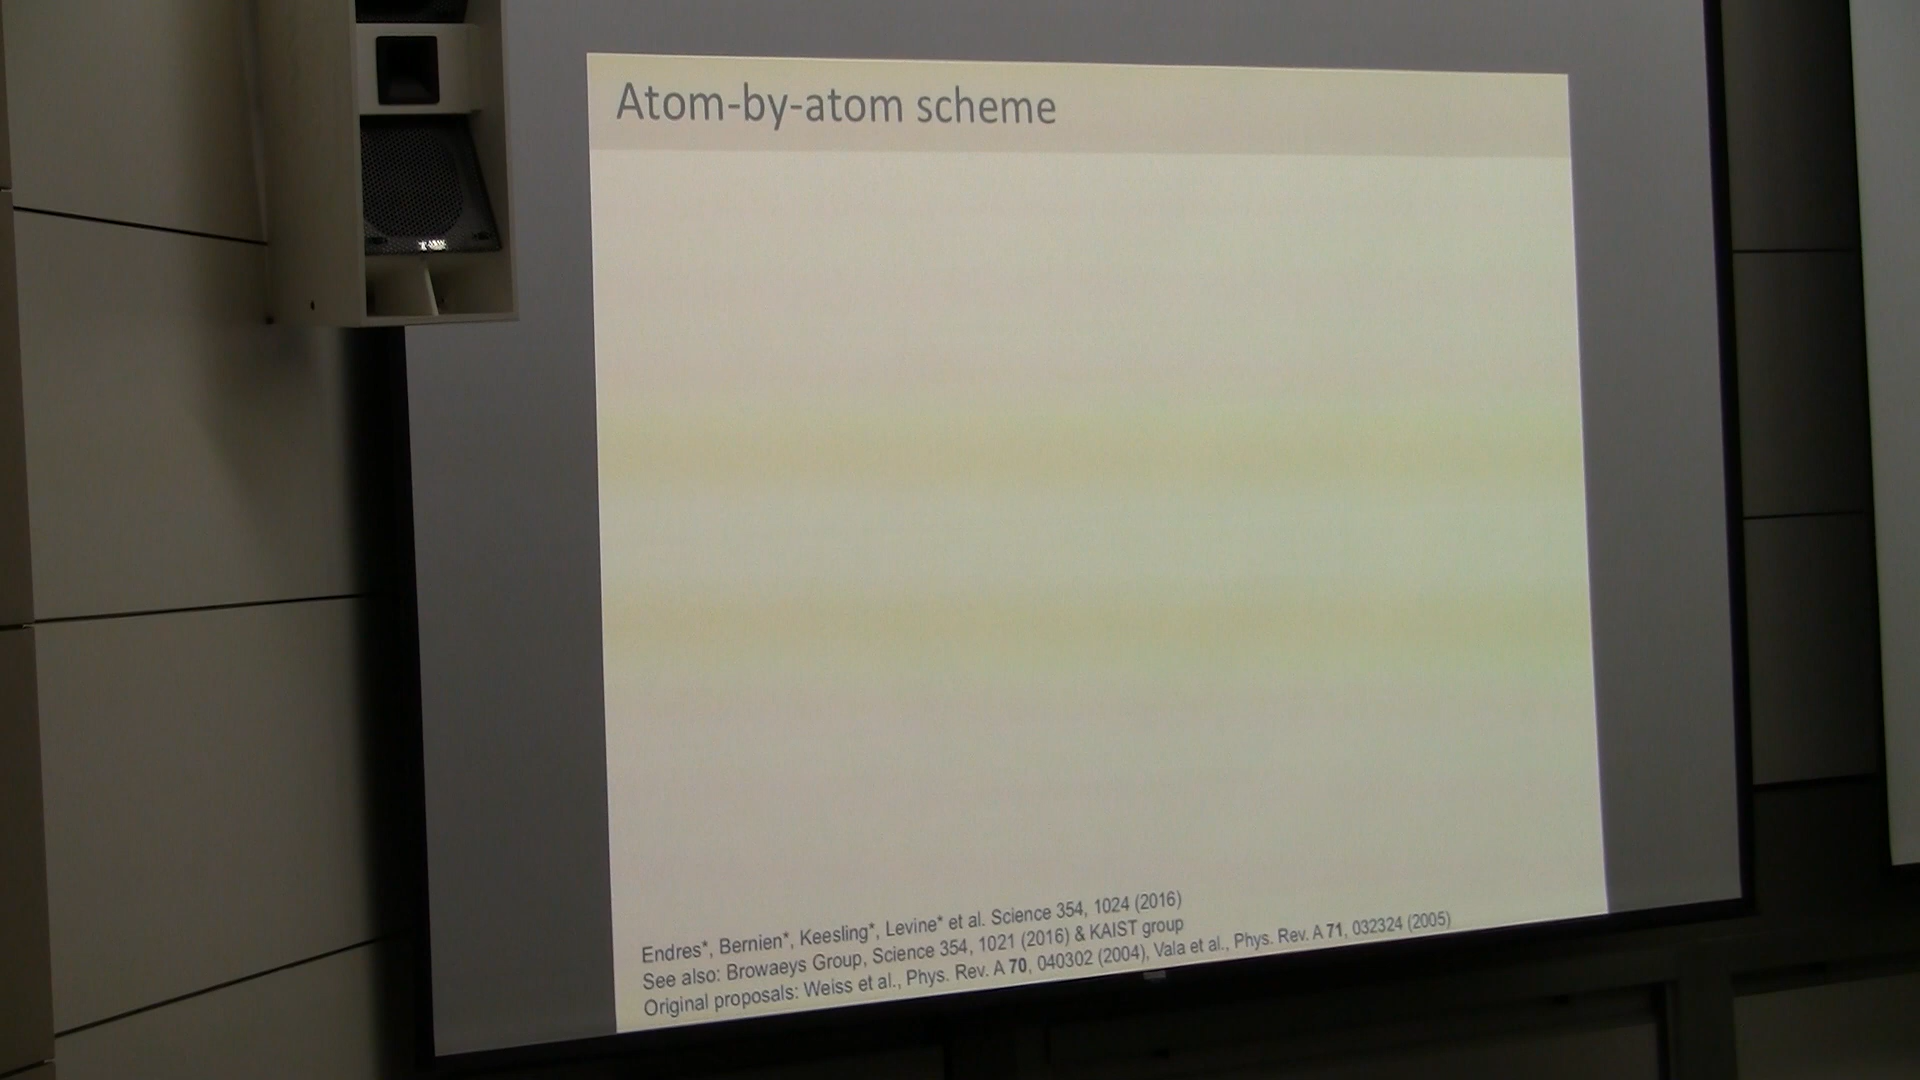 Atom-by-atom scheme
Endres*, Bernien*, Keesling*, Levine* et al. Science 354, 1024 (2016)
See also: Browaeys Group, Science 354, 1021 (2016) & KAIST group
Original proposals: Weiss et al., Phys. Rev. A 70, 040302 (2004), Vala et al., Phys. Rev. A 71, 032324 (2005)